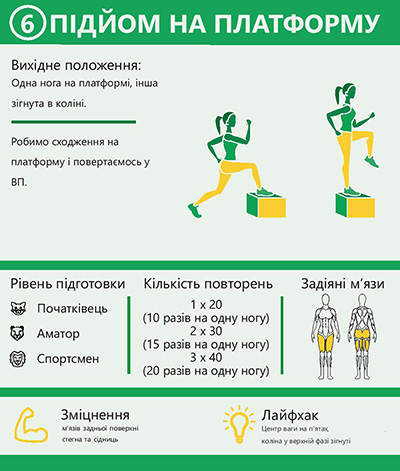 6 ПІДЙОМ НА ПЛАТФОРМУ
Вихідне положення:
Одна нога на платформі, інша
зігнута в коліні.
Робимо сходження на
платформу і повертаємось у
ВП.
Рівень підготовки
Початківець
Аматор
Спортсмен
Кількість повторень
1 х 20
(10 разів на одну ногу)
2 х 30
(15 разів на одну ногу)
3 х 40
(20 разів на одну ногу)
Задіяні м'язи
Зміцнення
м'язів задньої поверхні
стегна та сідниць
Лайфхак
Центр ваги на п'ятах,
коліна у верхній фазі зігнуті